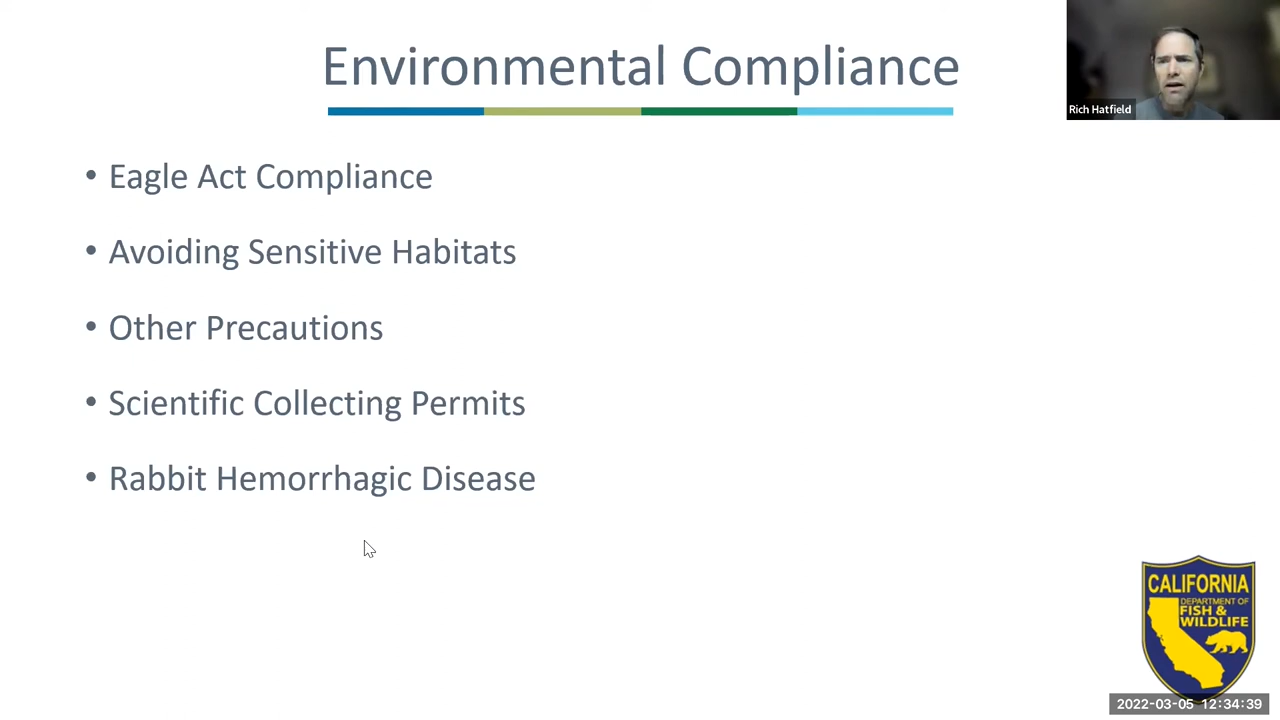 Environmental Compliance
Rich Hatfield
• Eagle Act Compliance
• Avoiding Sensitive Habitats
• Other Precautions
• Scientific Collecting Permits
• Rabbit Hemorrhagic Disease
CALIFORNIA
DEPARTMENT OF
FISH &
WILDLIFE
2022-03-05 12:34:39